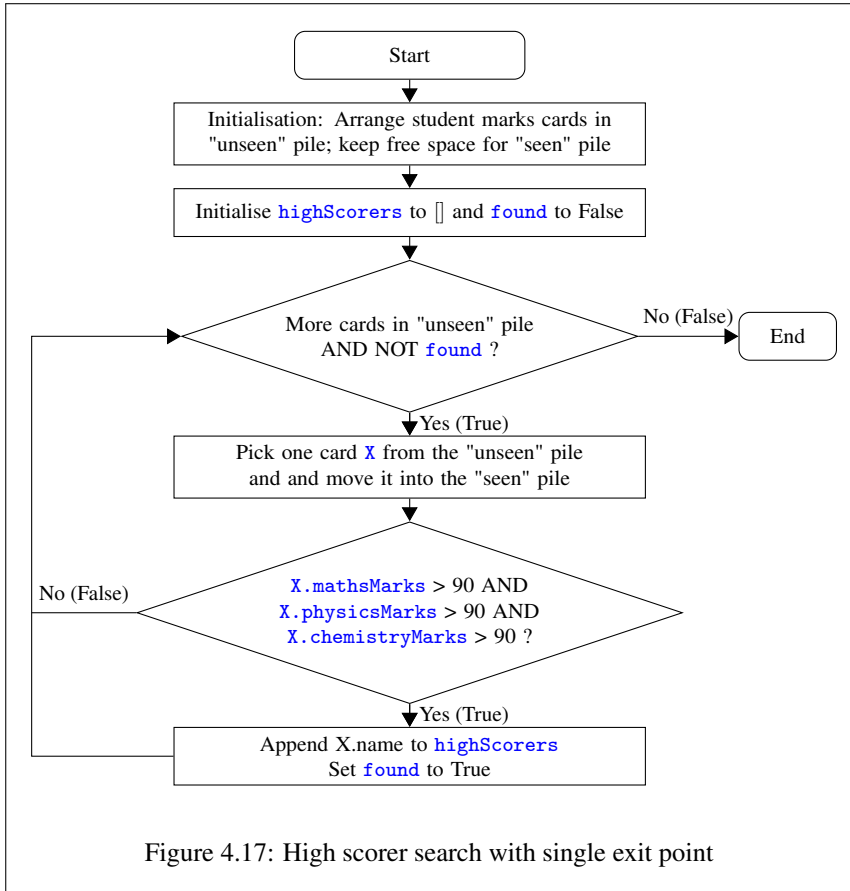 Start
Initialisation: Arrange student marks cards in
"unseen" pile; keep free space for "seen" pile
Initialise highScorers to [] and found to False
More cards in "unseen" pile
AND NOT found ?
No (False)
End
Yes (True)
Pick one card X from the "unseen" pile
and and move it into the "seen" pile
No (False)
X.mathsMarks > 90 AND
X.physicsMarks > 90 AND
X.chemistryMarks > 90 ?
Yes (True)
Append X.name to highScorers
Set found to True
Figure 4.17: High scorer search with single exit point